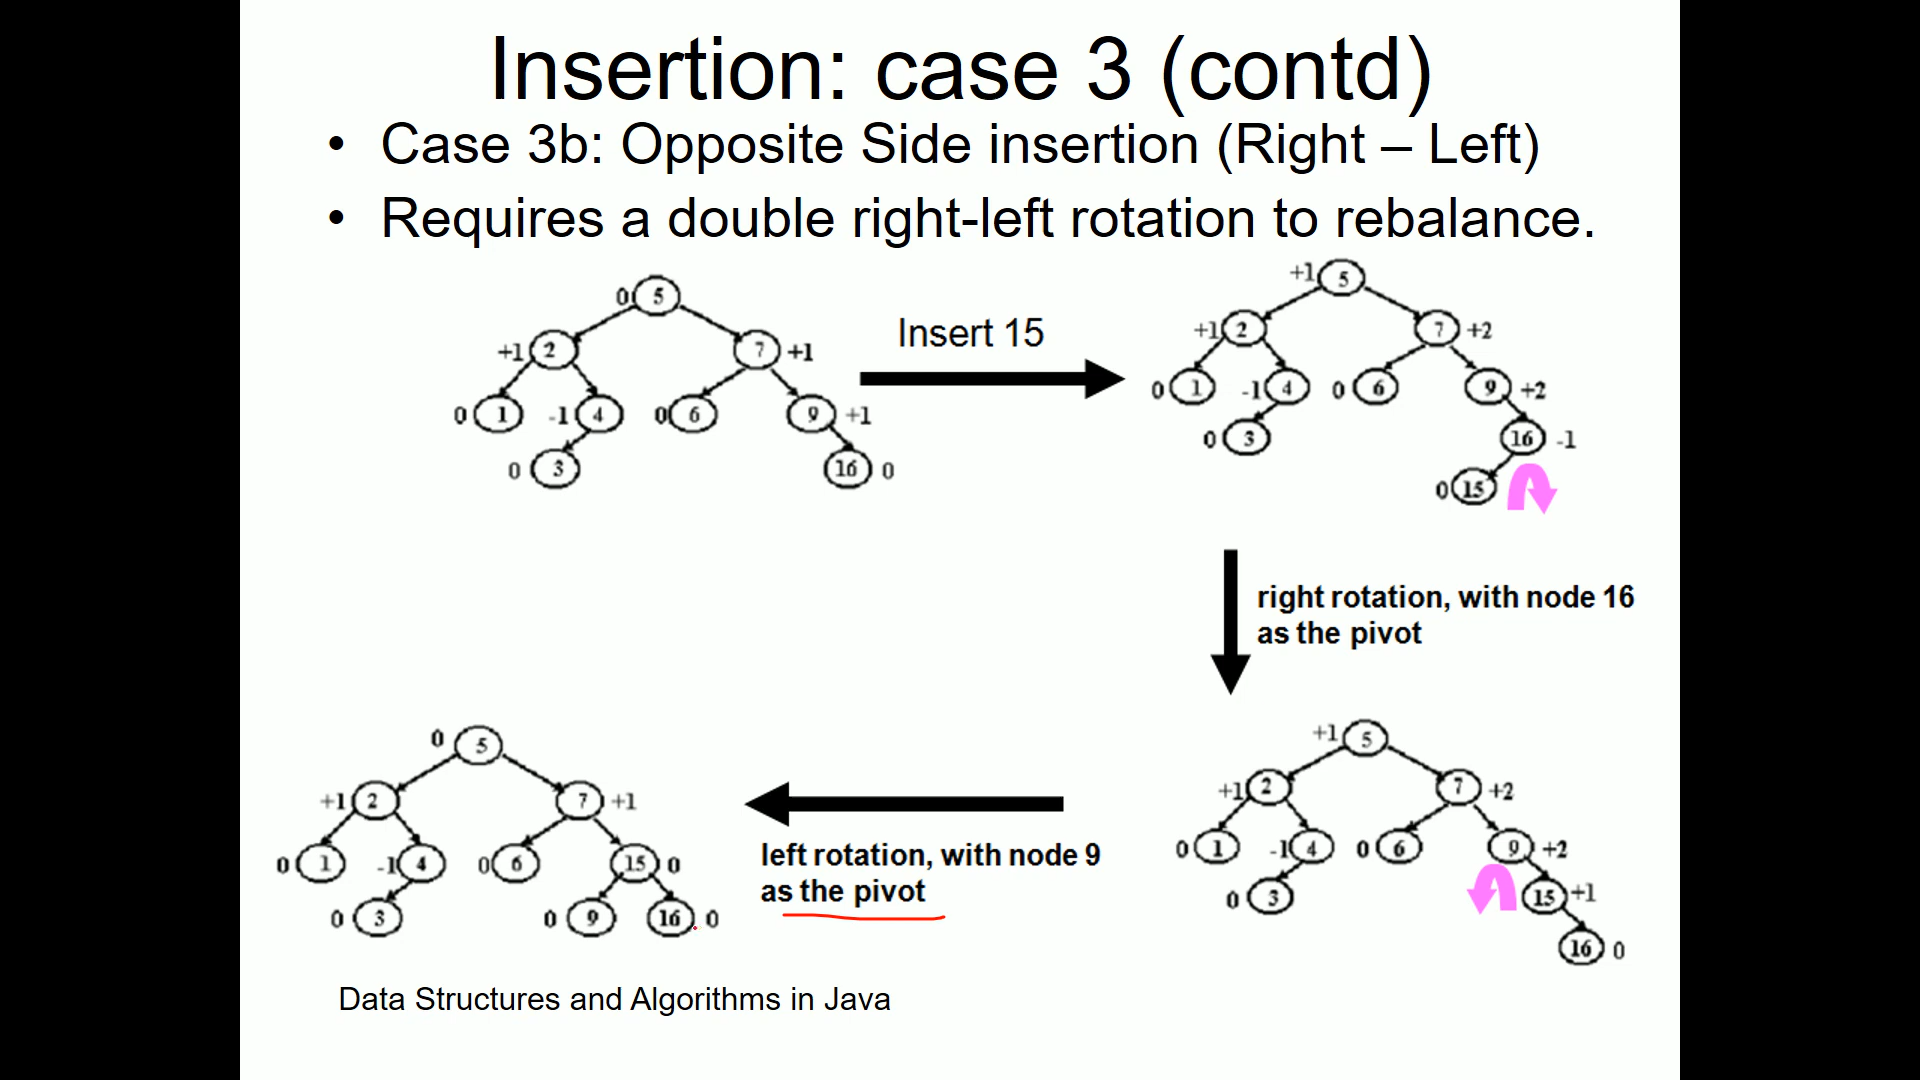 Insertion: case 3 (contd)
• Case 3b: Opposite Side insertion (Right – Left)
• Requires a double right-left rotation to rebalance.
0 5
+1 2 7 +1
0 1 -1 4 0 6 9 +1
0 3 16 0
Insert 15
+1 5
+1 2 7 +2
0 1 -1 4 0 6 9 +2
0 3 16 -1
0 15
right rotation, with node 16
as the pivot
+1 5
+1 2 7 +2
0 1 -1 4 0 6 9 +2
0 3 15 +1
16 0
left rotation, with node 9
as the pivot
0 5
+1 2 7 +1
0 1 -1 4 0 6 15 0
0 3 0 9 16 0
Data Structures and Algorithms in Java